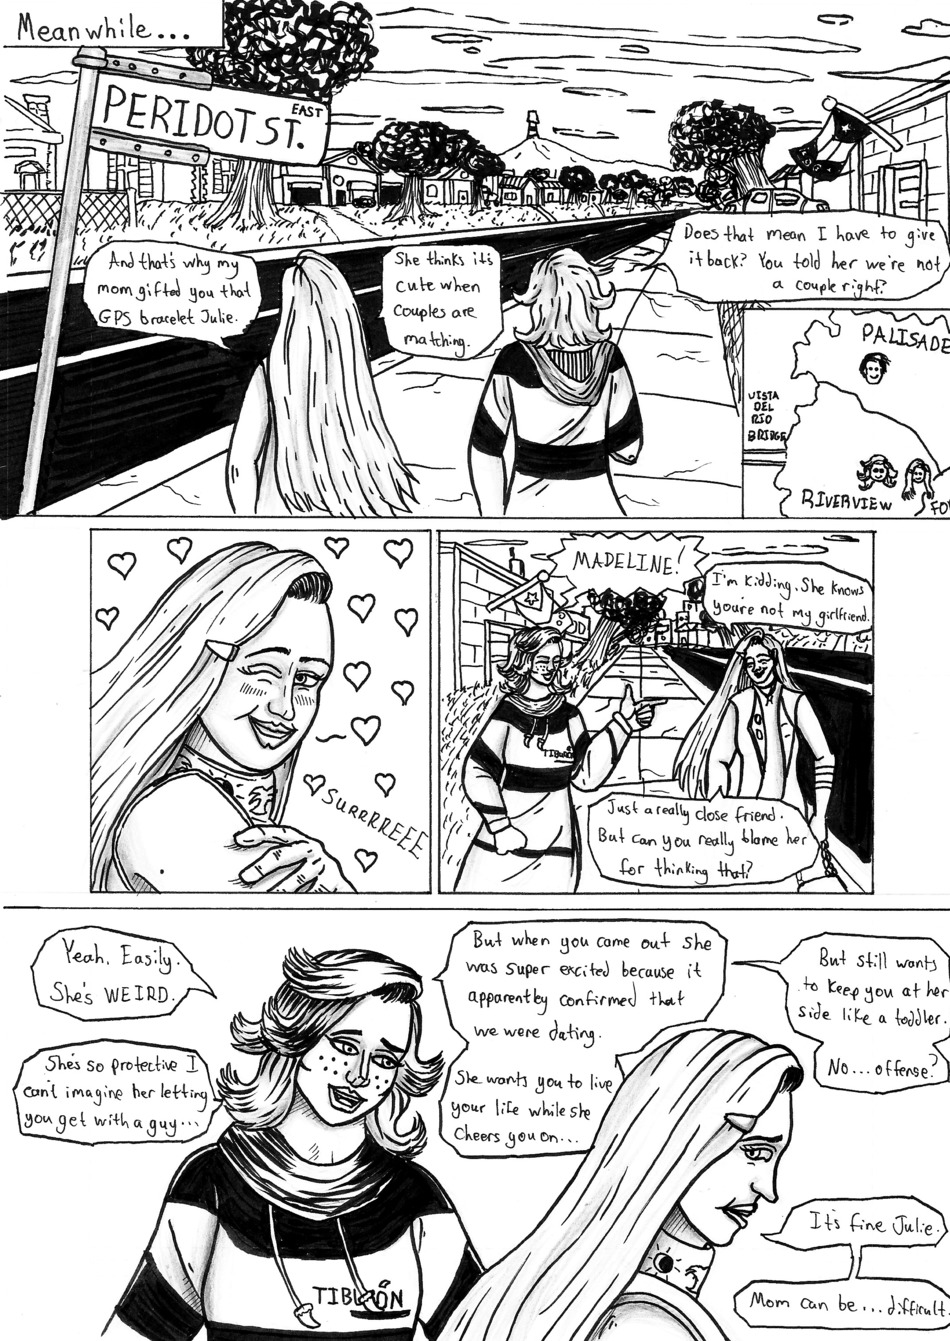 Meanwhile...
EAST
PERIDOT ST.
And that's why my
mom gifted you that
GPS bracelet Julie.
She thinks it's
cute when
couples are
matching.
Does that mean I have to give
it back? You told her we're not
a couple right?
PALISADE
VISTA
DEL
RIO
BRIDGE
RIVERVIEW
FO
SURRRREEE
MADELINE!
I'm kidding. She knows
you're not my girlfriend.
TIBURÓN
Just a really close friend.
But can you really blame her
for thinking that?
Yeah. Easily.
She's WEIRD.
She's so protective I
can't imagine her letting
you get with a guy...
But when you came out she
was super excited because it
apparently confirmed that
we were dating.
She wants you to live
your life while she
cheers you on...
But still wants
to keep you at her
side like a toddler.
No... offense?
TIBURÓN
It's fine Julie.
Mom can be... difficult.